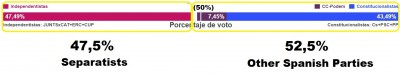 Independentistas (50%) CC-Podem Constitucionalistas
47,49% 7,45% 43,49%
Independentistas: JUNTSxCAT+ERC+CUP Porcentaje de voto Constitucionalistas: Cs+PSC+PP
47,5% 52,5%
Separatists Other Spanish Parties